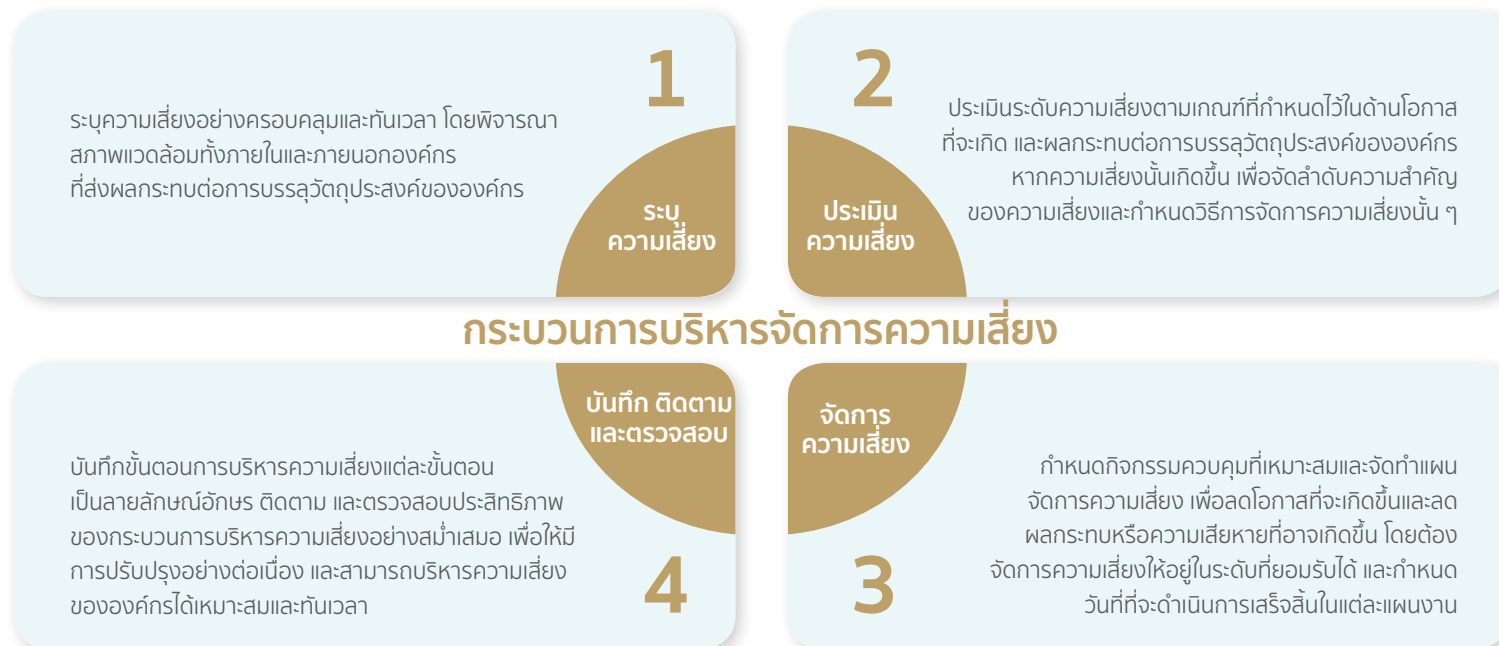 1
ระบุความเสี่ยงอย่างครอบคลุมและทันเวลา โดยพิจารณา
สภาพแวดล้อมทั้งภายในและภายนอกองค์กร
ที่ส่งผลกระทบต่อการบรรลุวัตถุประสงค์ขององค์กร
ระบุ
ความเสี่ยง
2
ประเมินระดับความเสี่ยงตามเกณฑ์ที่กำหนดไว้ในด้านโอกาส
ที่จะเกิด และผลกระทบต่อการบรรลุวัตถุประสงค์ขององค์กร
หากความเสี่ยงนั้นเกิดขึ้น เพื่อจัดลำดับความสำคัญ
ของความเสี่ยงและกำหนดวิธีการจัดการความเสี่ยงนั้น ๆ
ประเมิน
ความเสี่ยง
กระบวนการบริหารจัดการความเสี่ยง
จัดการ
ความเสี่ยง
กำหนดกิจกรรมควบคุมที่เหมาะสมและจัดทำแผน
จัดการความเสี่ยง เพื่อลดโอกาสที่จะเกิดขึ้นและลด
ผลกระทบหรือความเสียหายที่อาจเกิดขึ้น โดยต้อง
จัดการความเสี่ยงให้อยู่ในระดับที่ยอมรับได้ และกำหนด
วันที่ที่จะดำเนินการเสร็จสิ้นในแต่ละแผนงาน
3
บันทึก ติดตาม
และตรวจสอบ
บันทึกขั้นตอนการบริหารความเสี่ยงแต่ละขั้นตอน
เป็นลายลักษณ์อักษร ติดตาม และตรวจสอบประสิทธิภาพ
ของกระบวนการบริหารความเสี่ยงอย่างสม่ำเสมอ เพื่อให้มี
การปรับปรุงอย่างต่อเนื่อง และสามารถบริหารความเสี่ยง
ขององค์กรได้เหมาะสมและทันเวลา
4